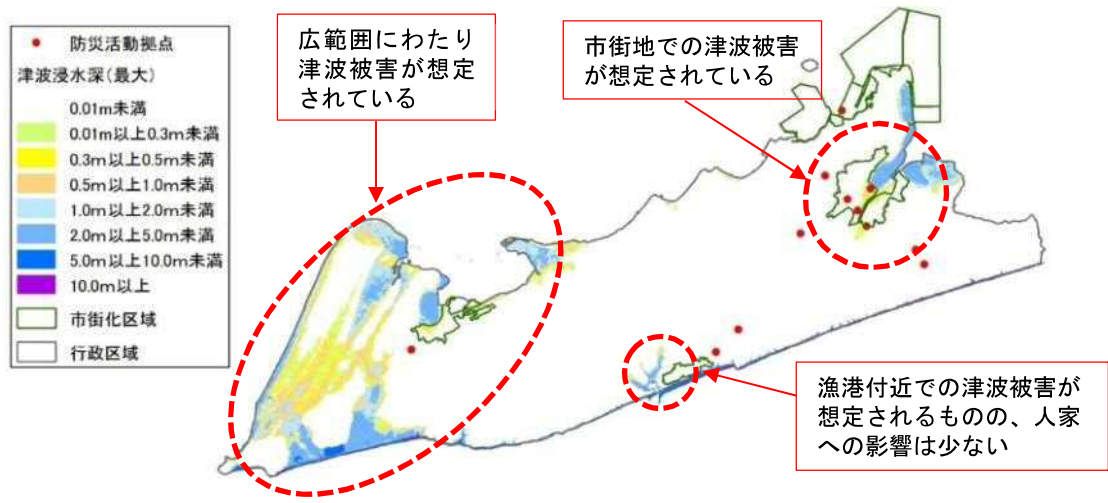 防災活動拠点
津波浸水深(最大)
0.01m未満
0.01m以上0.3m未満
0.3m以上0.5m未満
0.5m以上1.0m未満
1.0m以上2.0m未満
2.0m以上5.0m未満
5.0m以上10.0m未満
10.0m以上
市街化区域
行政区域
広範囲にわたり
津波被害が想定
されている
市街地での津波被害
が想定されている
漁港付近での津波被害が
想定されるものの、人家
への影響は少ない